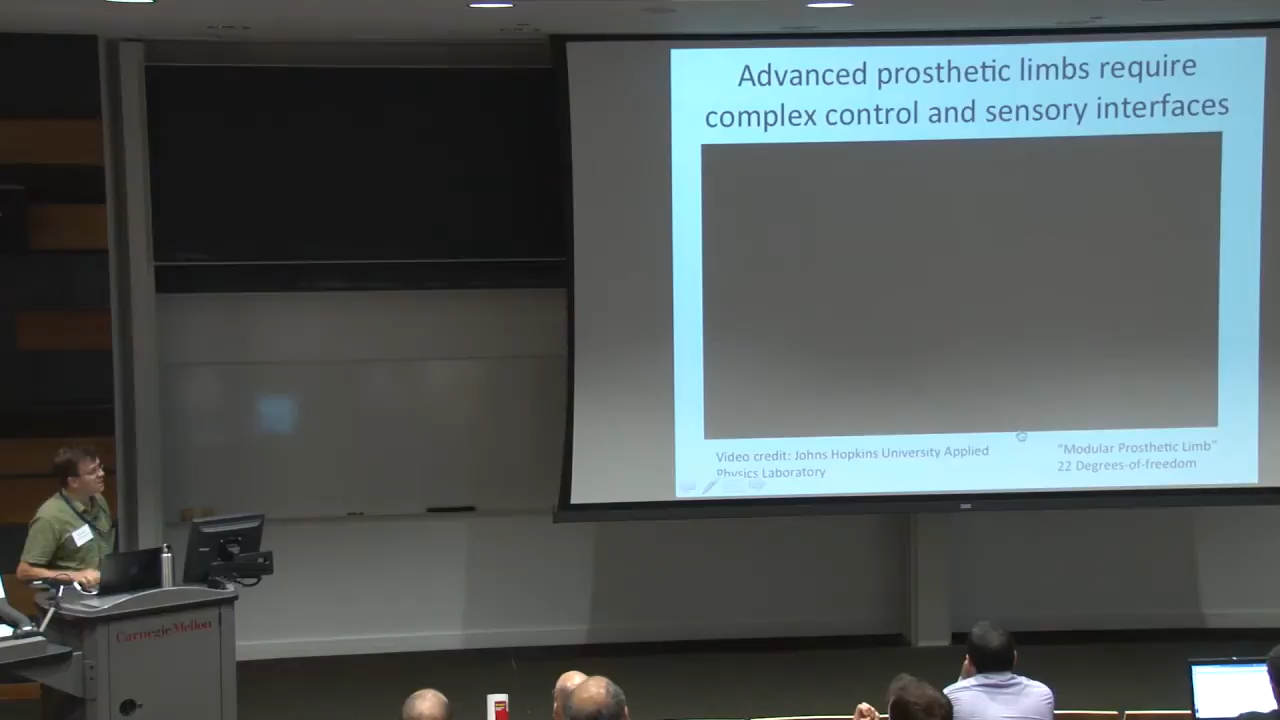 Advanced prosthetic limbs require
complex control and sensory interfaces
Video credit: Johns Hopkins University Applied
Physics Laboratory
"Modular Prosthetic Limb"
22 Degrees-of-freedom
Carnegie Mellon